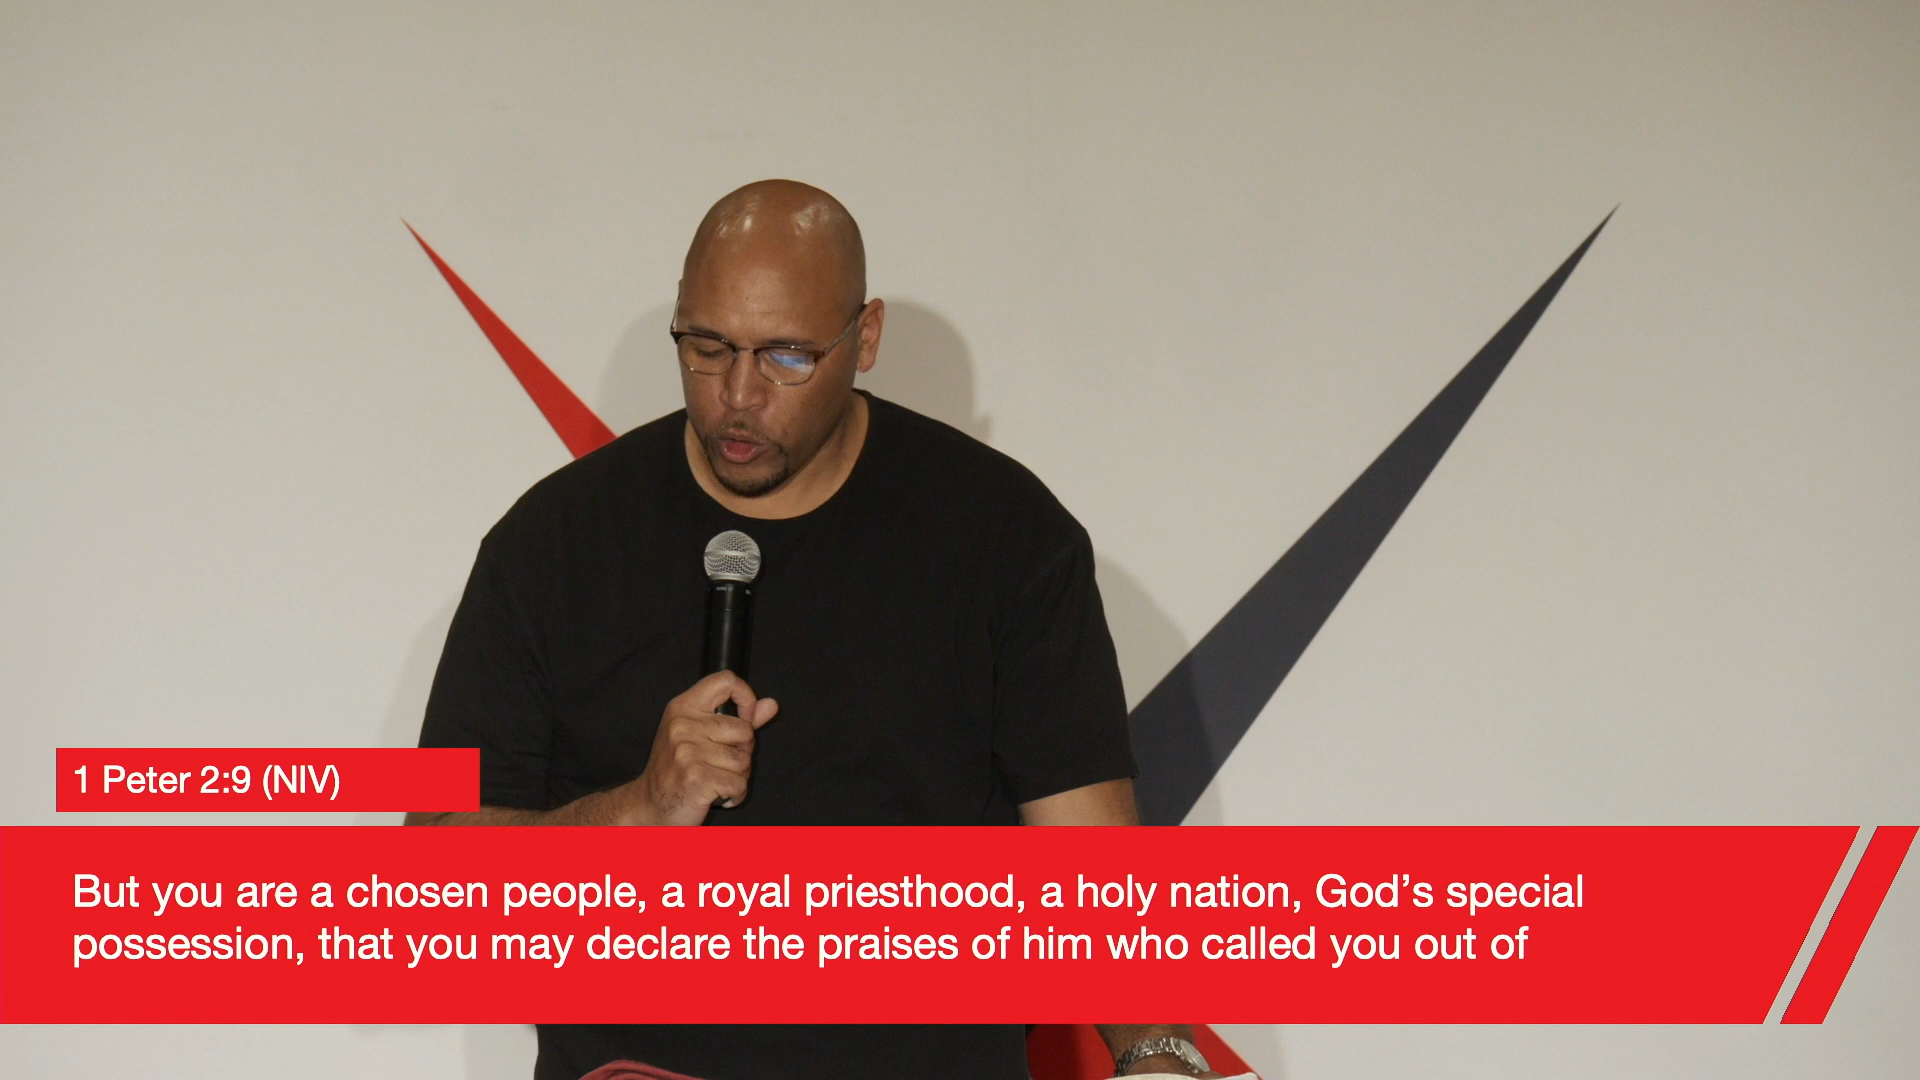 1 Peter 2:9 (NIV)
But you are a chosen people, a royal priesthood, a holy nation, God’s special
possession, that you may declare the praises of him who called you out of